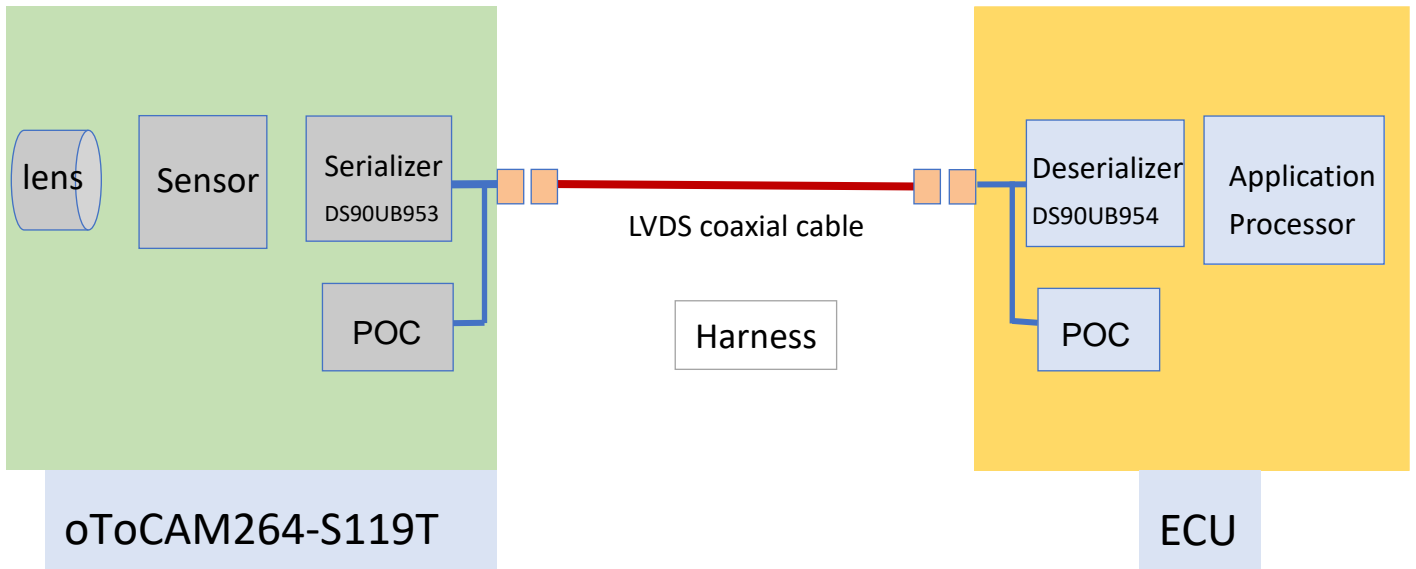 lens
Sensor
Serializer
DS90UB953
POC
LVDS coaxial cable
Harness
Deserializer
DS90UB954
Application
Processor
POC
oToCAM264-S119T
ECU